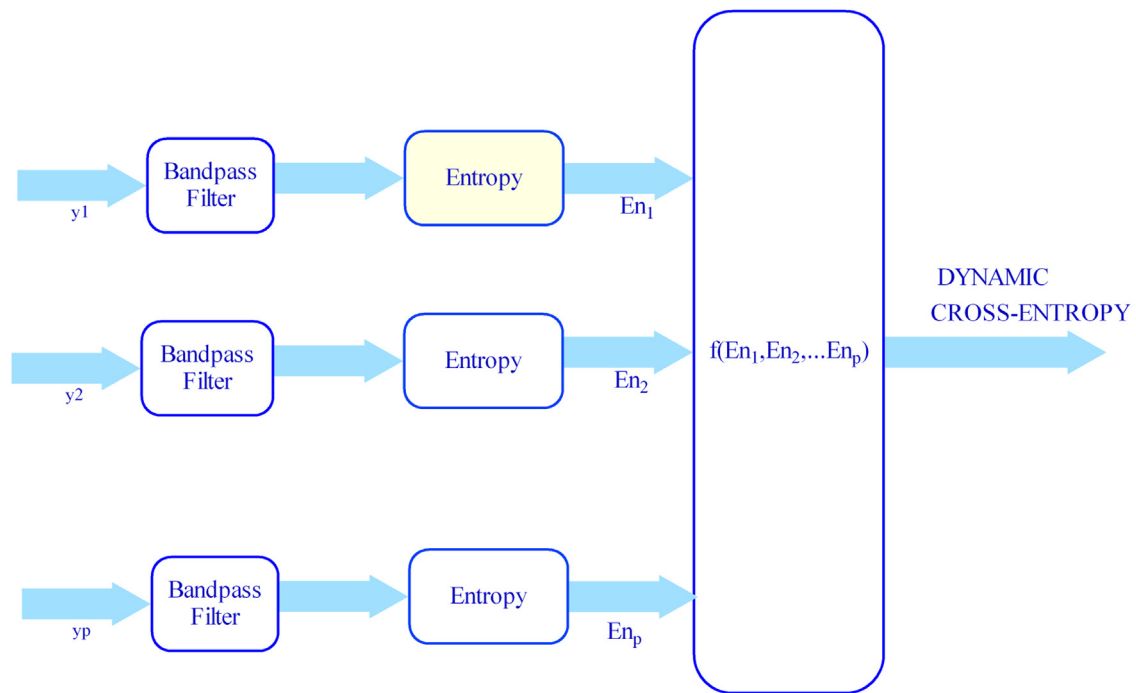 Bandpass
Filter
Entropy
y1
En₁
DYNAMIC
CROSS-ENTROPY
Bandpass
Filter
Entropy
f(En₁,En₂,...Enₚ)
y2
En₂
Bandpass
Filter
Entropy
yp
Enₚ